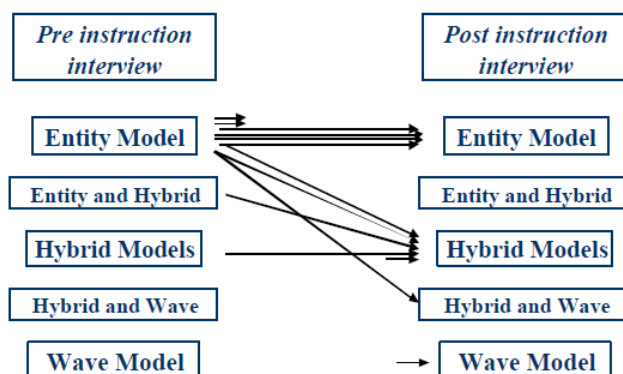 Pre instruction
interview
Post instruction
interview
Entity Model
Entity Model
Entity and Hybrid
Entity and Hybrid
Hybrid Models
Hybrid Models
Hybrid and Wave
Hybrid and Wave
Wave Model
Wave Model